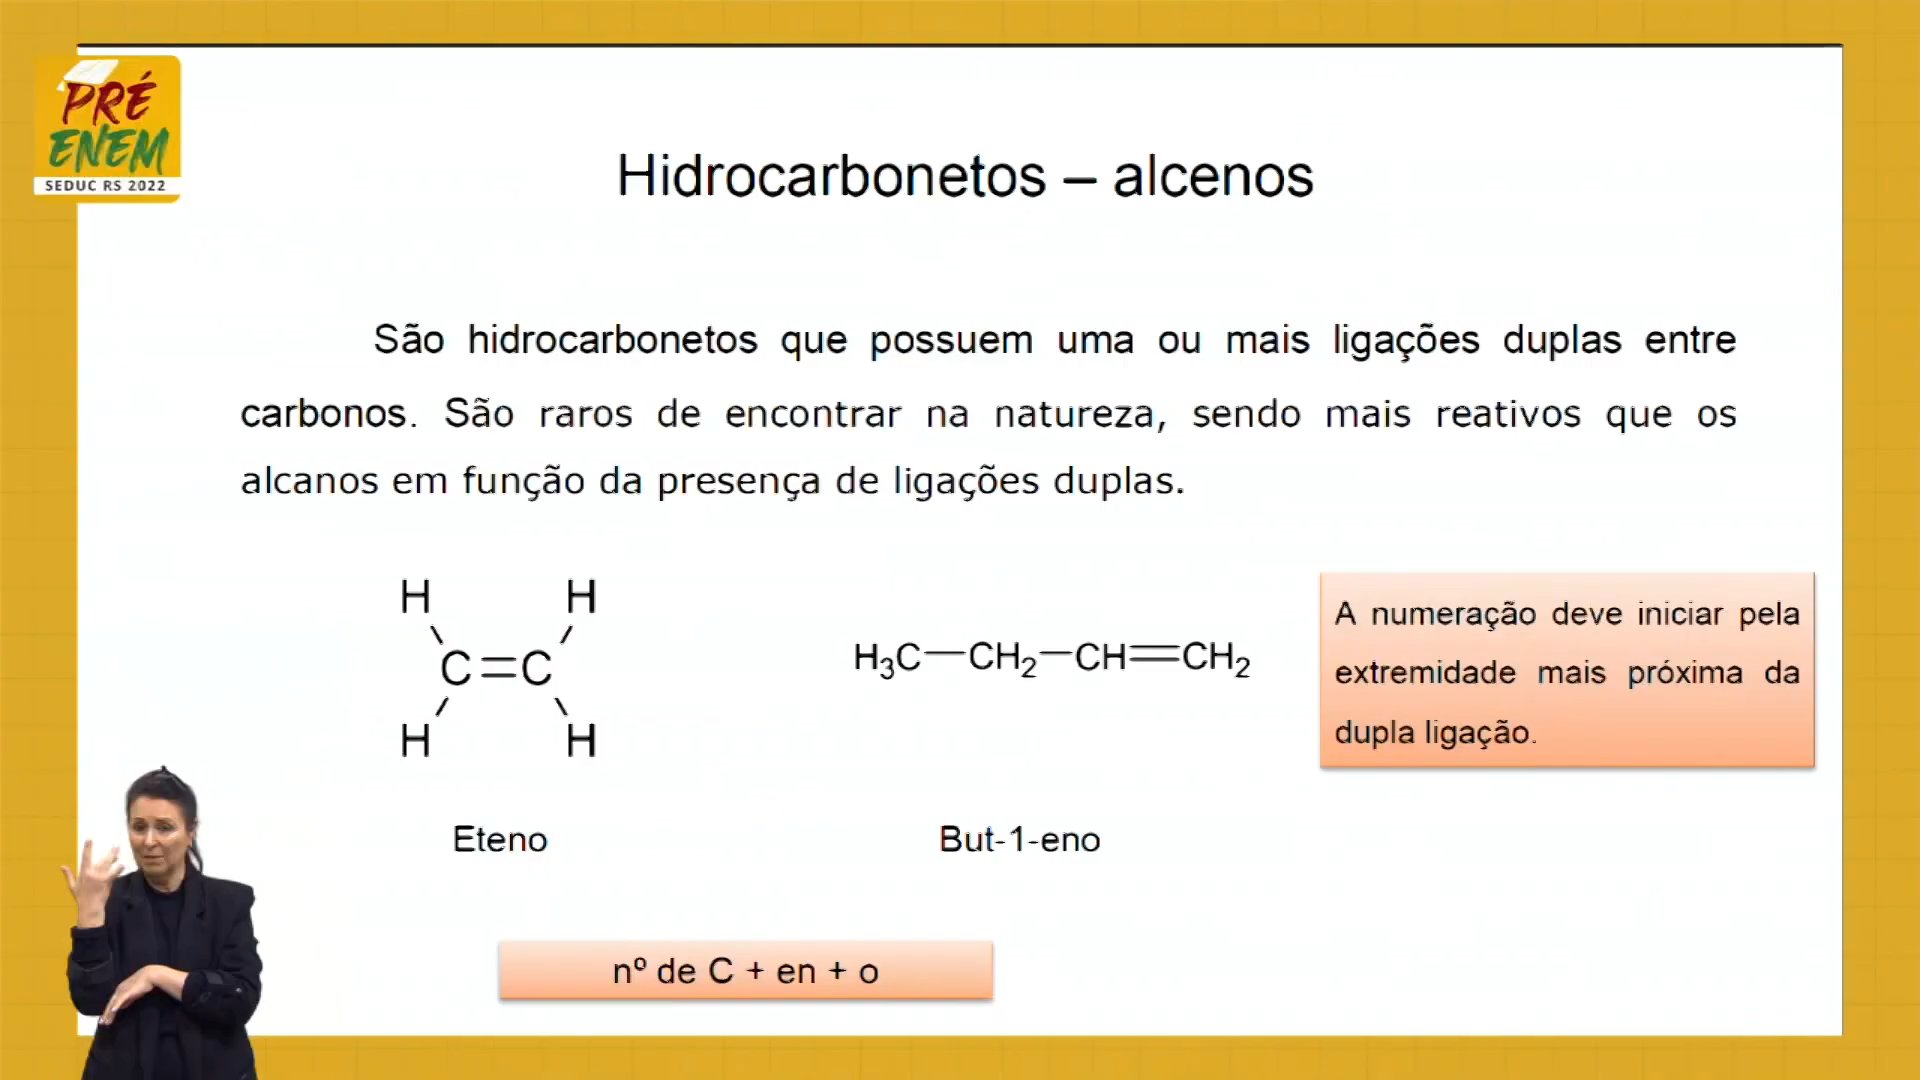 PRÉ
ENEM
SEDUC RS 2022
Hidrocarbonetos – alcenos
São hidrocarbonetos que possuem uma ou mais ligações duplas entre
carbonos. São raros de encontrar na natureza, sendo mais reativos que os
alcanos em função da presença de ligações duplas.
H H
C=C
H H
H₃C—CH₂—CH=CH₂
A numeração deve iniciar pela
extremidade mais próxima da
dupla ligação.
Eteno
But-1-eno
nº de C + en + o